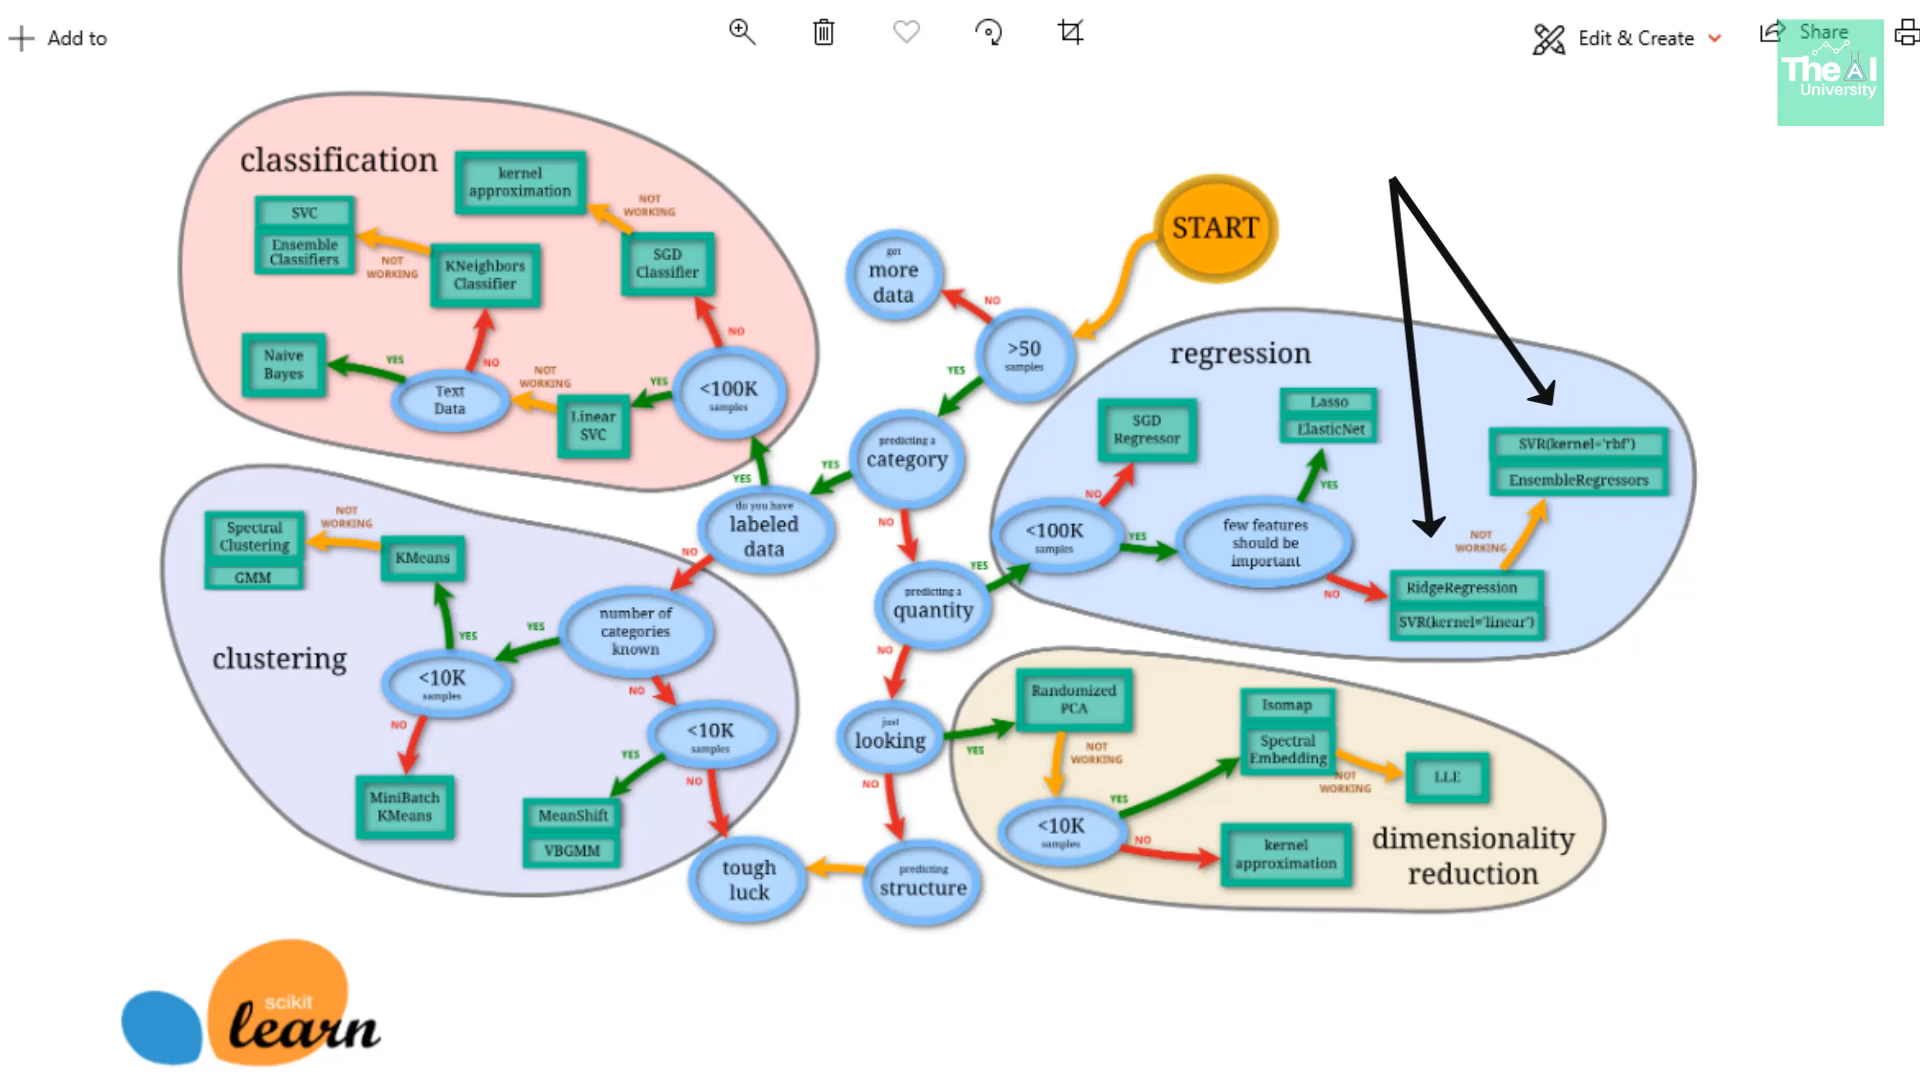 Add to
Edit & Create
Share
The AI
University
classification
kernel
approximation
NOT
WORKING
SVC
Ensemble
Classifiers
NOT
WORKING
KNeighbors
Classifier
SGD
Classifier
NO
Naive
Bayes
YES
NO
Text
Data
NOT
WORKING
Linear
SVC
YES
<100K
samples
START
get
more
data
NO
>50
samples
YES
predicting a
category
YES
NO
YES
do you have
labeled
data
NO
predicting a
quantity
YES
NO
just
looking
YES
NO
predicting
structure
tough
luck
regression
SGD
Regressor
NO
<100K
samples
YES
Lasso
ElasticNet
YES
few features
should be
important
NO
SVR(kernel='rbf')
EnsembleRegressors
NOT
WORKING
RidgeRegression
SVR(kernel='linear')
clustering
Spectral
Clustering
GMM
NOT
WORKING
KMeans
YES
number of
categories
known
YES
NO
<10K
samples
NO
MiniBatch
KMeans
<10K
samples
YES
NO
MeanShift
VBGMM
Randomized
PCA
NOT
WORKING
<10K
samples
YES
NO
Isomap
Spectral
Embedding
NOT
WORKING
LLE
kernel
approximation
dimensionality
reduction
scikit
learn